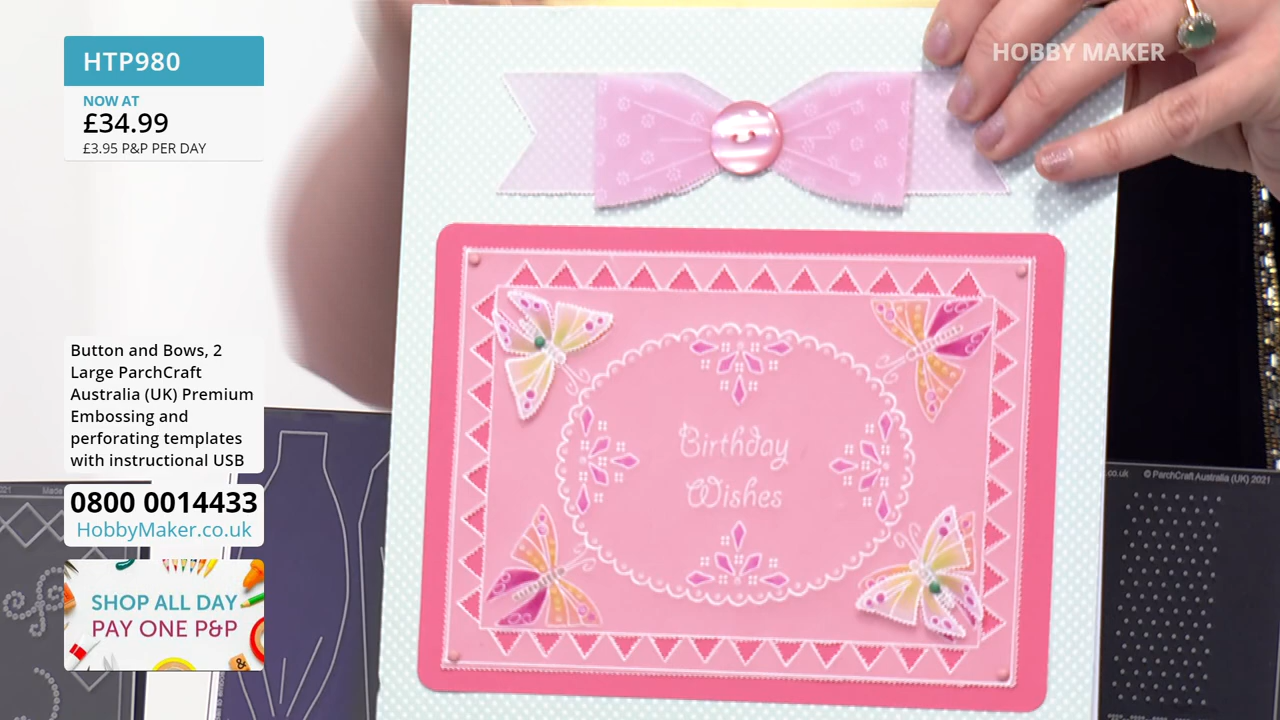 HTP980
NOW AT
£34.99
£3.95 P&P PER DAY
HOBBY MAKER
Birthday
Wishes
Button and Bows, 2
Large ParchCraft
Australia (UK) Premium
Embossing and
perforating templates
with instructional USB
0800 0014433
HobbyMaker.co.uk
SHOP ALL DAY
PAY ONE P&P
&
.co.uk © ParchCraft Australia (UK) 2021